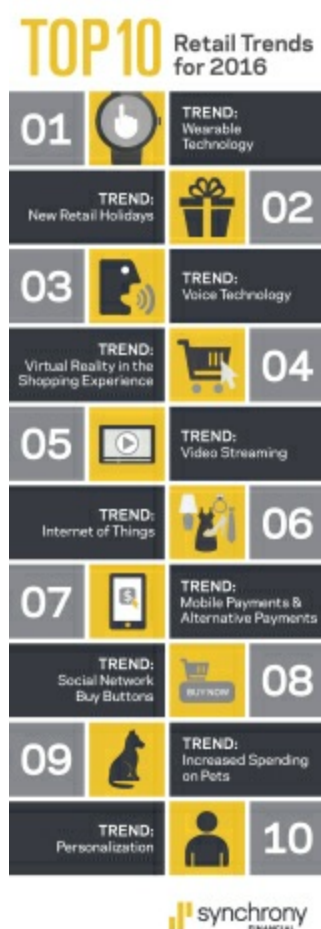 TOP 10
Retail Trends
for 2016
01
TREND:
Wearable
Technology
TREND:
New Retail Holidays
02
03
TREND:
Voice Technology
TREND:
Virtual Reality in the
Shopping Experience
04
05
TREND:
Video Streaming
TREND:
Internet of Things
06
07
$
TREND:
Mobile Payments &
Alternative Payments
TREND:
Social Network
Buy Buttons
BUY NOW
08
09
TREND:
Increased Spending
on Pets
TREND:
Personalization
10
synchrony
FINANCIAL